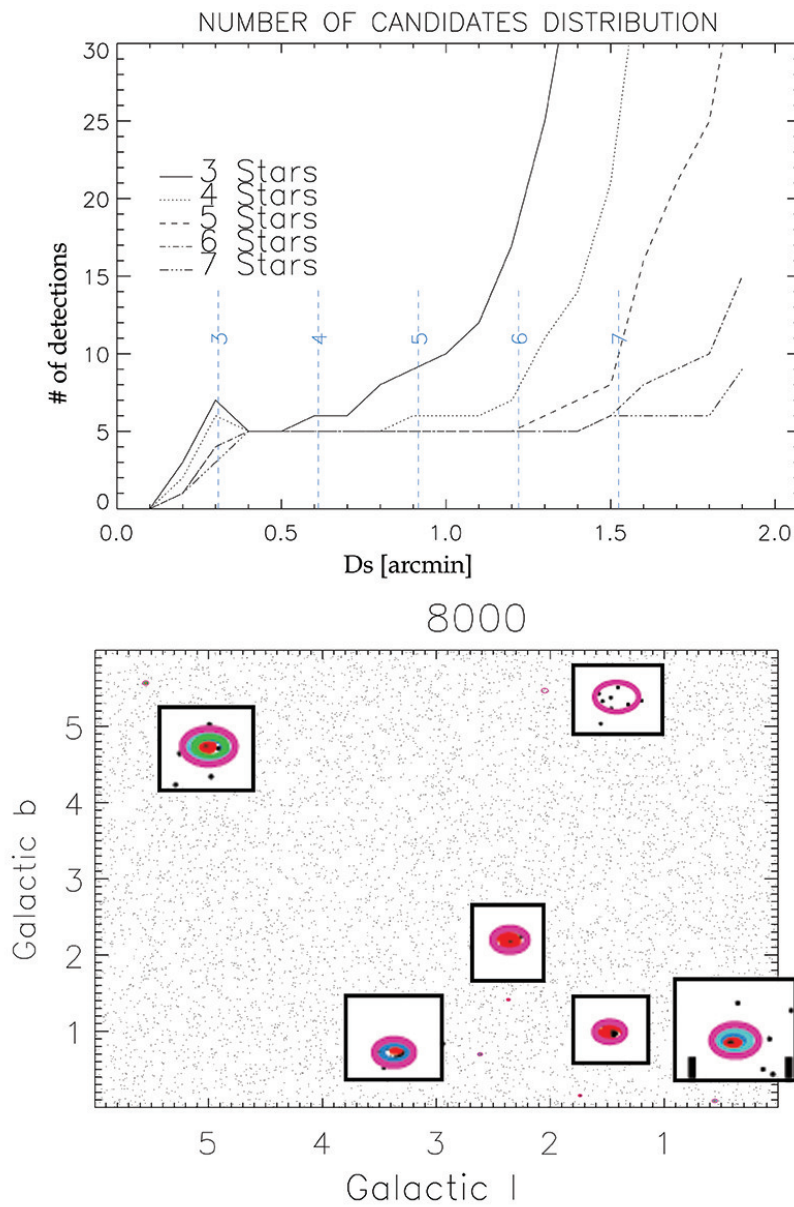 NUMBER OF CANDIDATES DISTRIBUTION
30
25
20
15
10
5
0
# of detections
3 Stars
4 Stars
5 Stars
6 Stars
7 Stars
3
4
5
6
7
0.0 0.5 1.0 1.5 2.0
Ds [arcmin]
8000
5
4
3
2
1
Galactic b
5 4 3 2 1
Galactic l